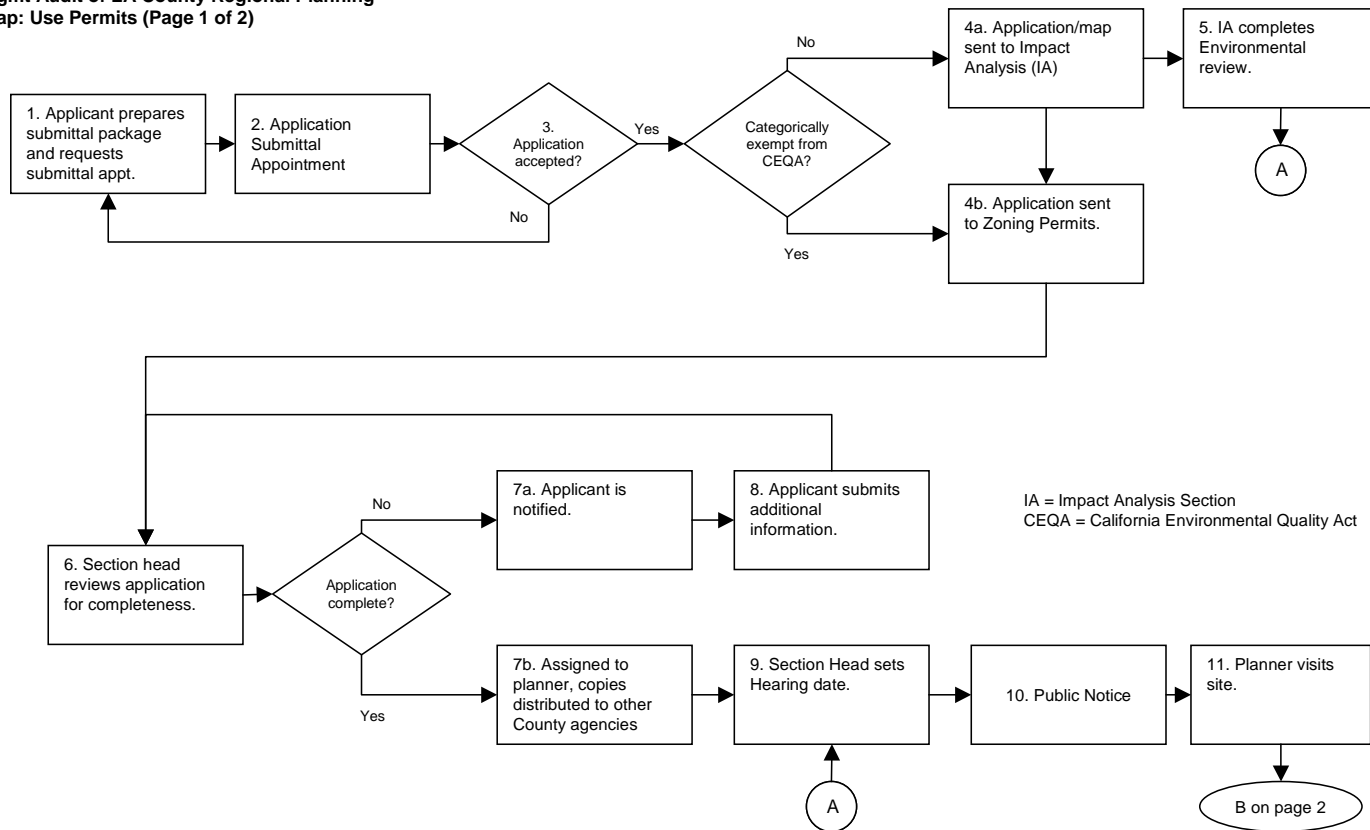 gmt Audit of LA County Regional Planning
ap: Use Permits (Page 1 of 2)
1. Applicant prepares
submittal package
and requests
submittal appt.
2. Application
Submittal
Appointment
3.
Application
accepted?
Yes
No
Categorically
exempt from
CEQA?
No
Yes
4a. Application/map
sent to Impact
Analysis (IA)
5. IA completes
Environmental
review.
A
4b. Application sent
to Zoning Permits.
6. Section head
reviews application
for completeness.
Application
complete?
No
Yes
7a. Applicant is
notified.
8. Applicant submits
additional
information.
IA = Impact Analysis Section
CEQA = California Environmental Quality Act
7b. Assigned to
planner, copies
distributed to other
County agencies
9. Section Head sets
Hearing date.
10. Public Notice
11. Planner visits
site.
A
B on page 2